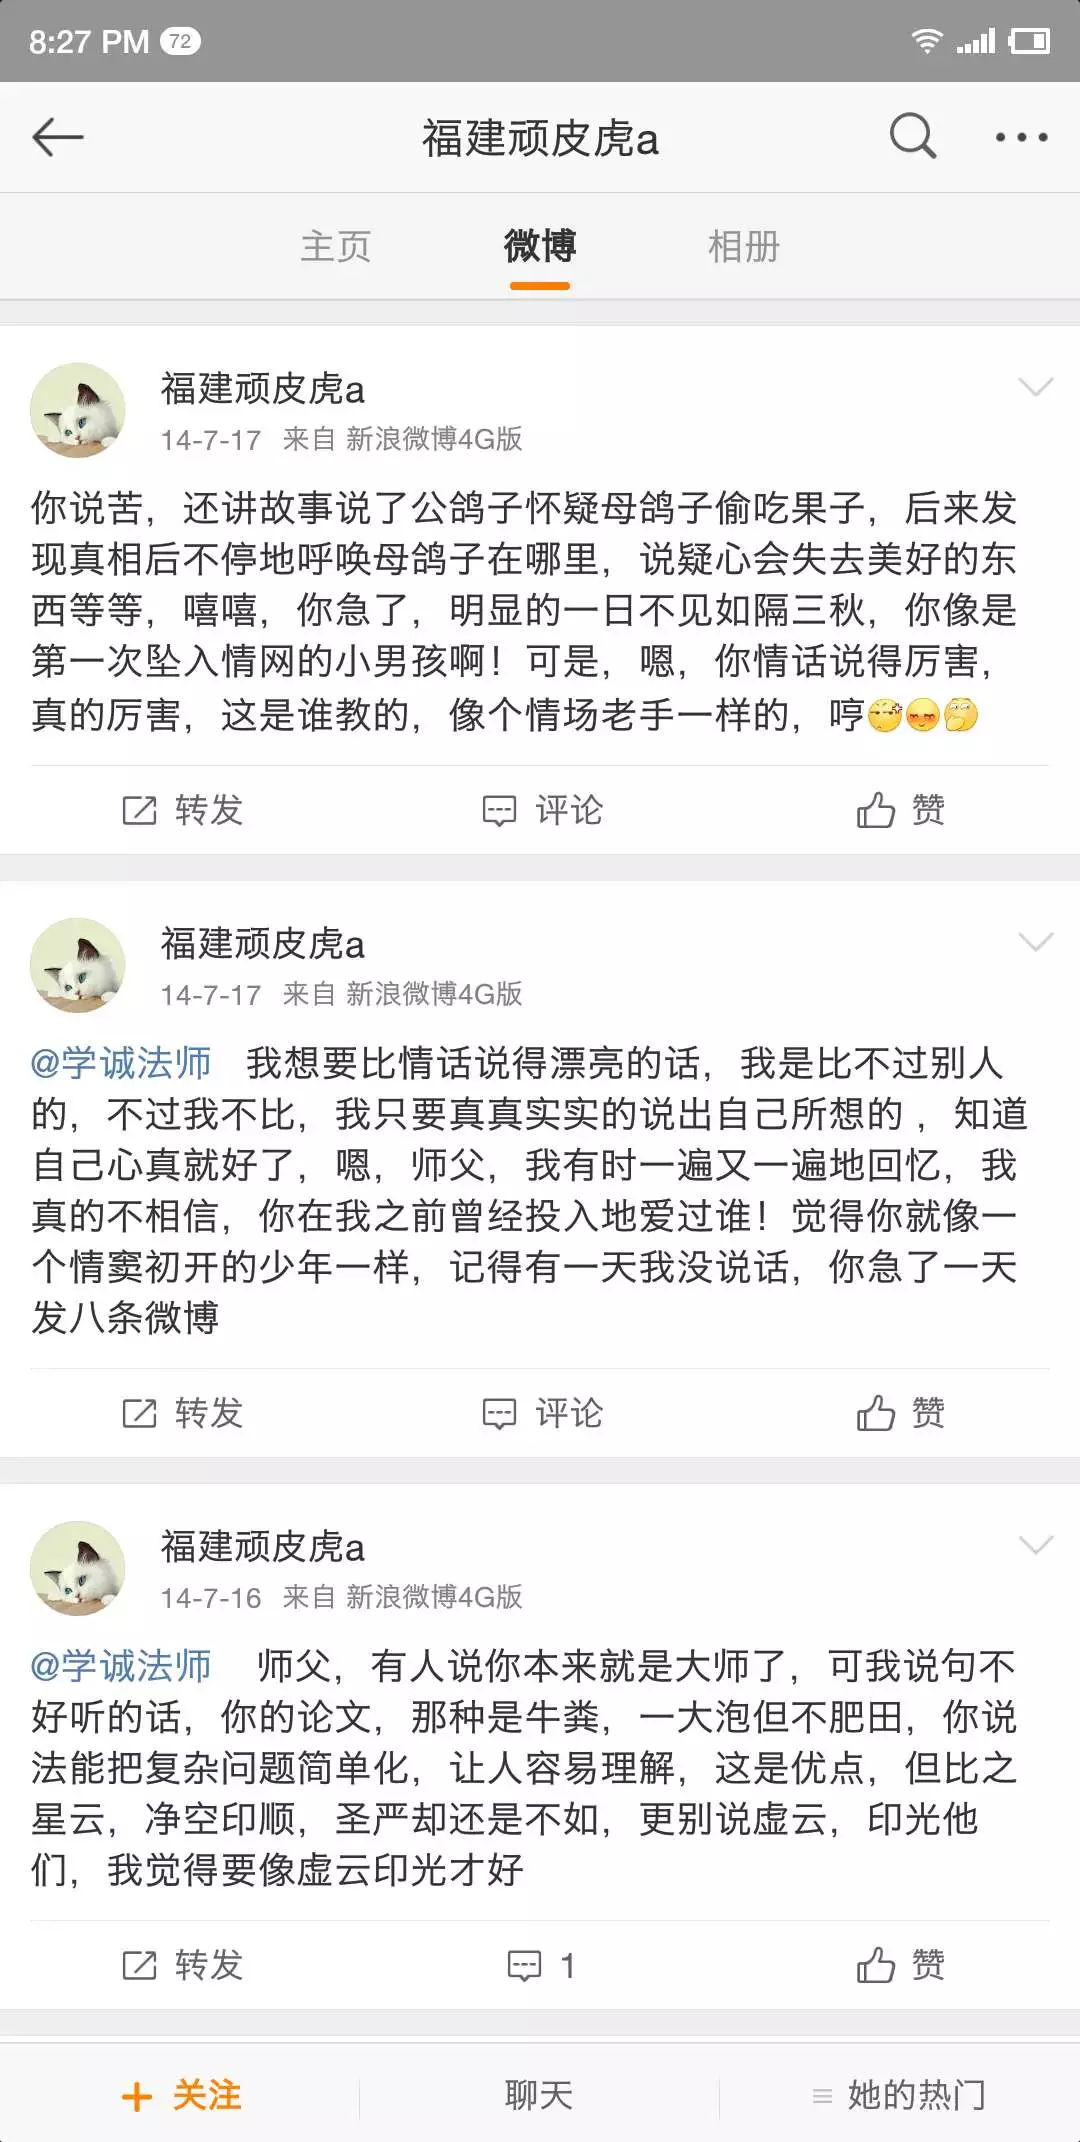 8:27 PM 72
福建顽皮虎a
主页 微博 相册
福建顽皮虎a
14-7-17 来自 新浪微博4G版
你说苦，还讲故事说了公鸽子怀疑母鸽子偷吃果子，后来发
现真相后不停地呼唤母鸽子在哪里，说疑心会失去美好的东
西等等，嘻嘻，你急了，明显的一日不见如隔三秋，你像是
第一次坠入情网的小男孩啊！可是，嗯，你情话说得厉害，
真的厉害，这是谁教的，像个情场老手一样的，哼
转发 评论 赞
福建顽皮虎a
14-7-17 来自 新浪微博4G版
@学诚法师 我想要比情话说得漂亮的话，我是比不过别人
的，不过我不比，我只要真真实实的说出自己所想的 ，知道
自己心真就好了，嗯，师父，我有时一遍又一遍地回忆，我
真的不相信，你在我之前曾经投入地爱过谁！觉得你就像一
个情窦初开的少年一样，记得有一天我没说话，你急了一天
发八条微博
转发 评论 赞
福建顽皮虎a
14-7-16 来自 新浪微博4G版
@学诚法师 师父，有人说你本来就是大师了，可我说句不
好听的话，你的论文，那种是牛粪，一大泡但不肥田，你说
法能把复杂问题简单化，让人容易理解，这是优点，但比之
星云，净空印顺，圣严却还是不如，更别说虚云，印光他
们，我觉得要像虚云印光才好
转发 1 赞
关注 聊天 她的热门